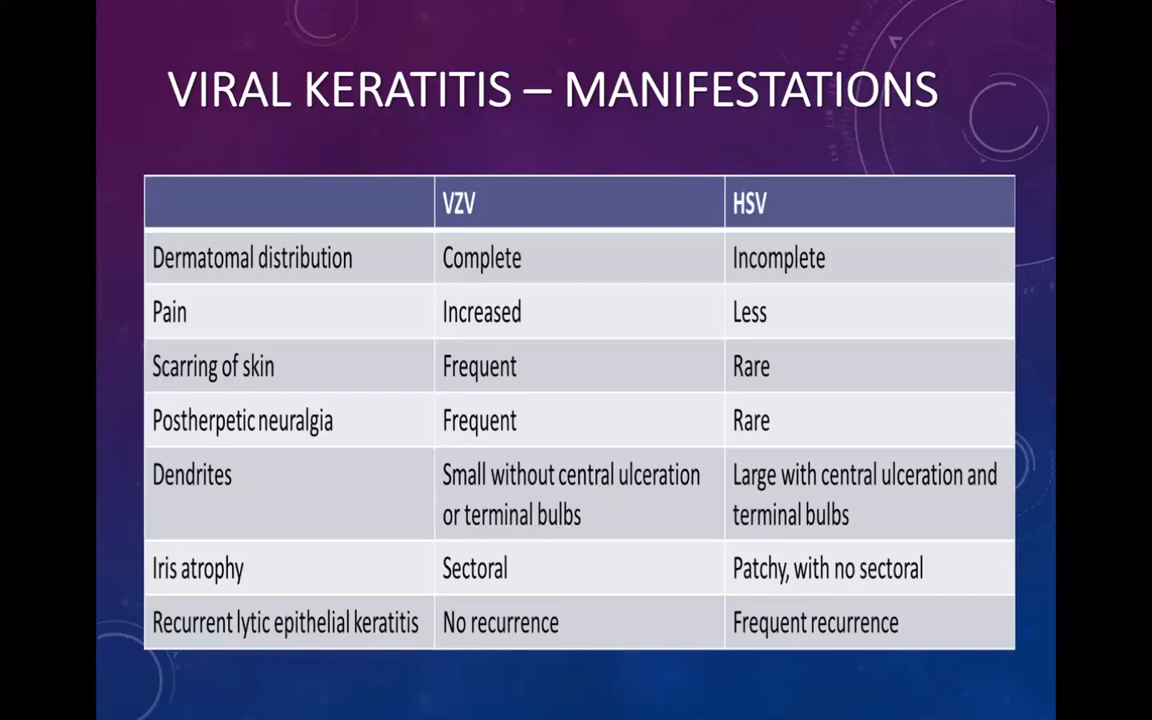 VIRAL KERATITIS – MANIFESTATIONS
VZV HSV
Dermatomal distribution Complete Incomplete
Pain Increased Less
Scarring of skin Frequent Rare
Postherpetic neuralgia Frequent Rare
Dendrites Small without central ulceration Large with central ulceration and
or terminal bulbs terminal bulbs
Iris atrophy Sectoral Patchy, with no sectoral
Recurrent lytic epithelial keratitis No recurrence Frequent recurrence